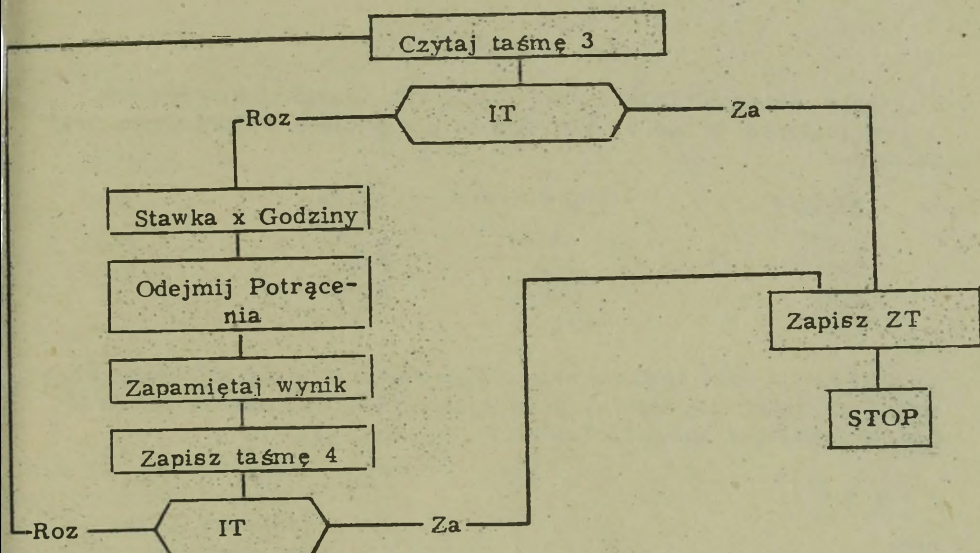 Czytaj taśmę 3
IT
Roz
Za
Stawka x Godziny
Odejmij Potrące-
nia
Zapamiętaj wynik
Zapisz taśmę 4
IT
Roz
Za
Zapisz ZT
STOP